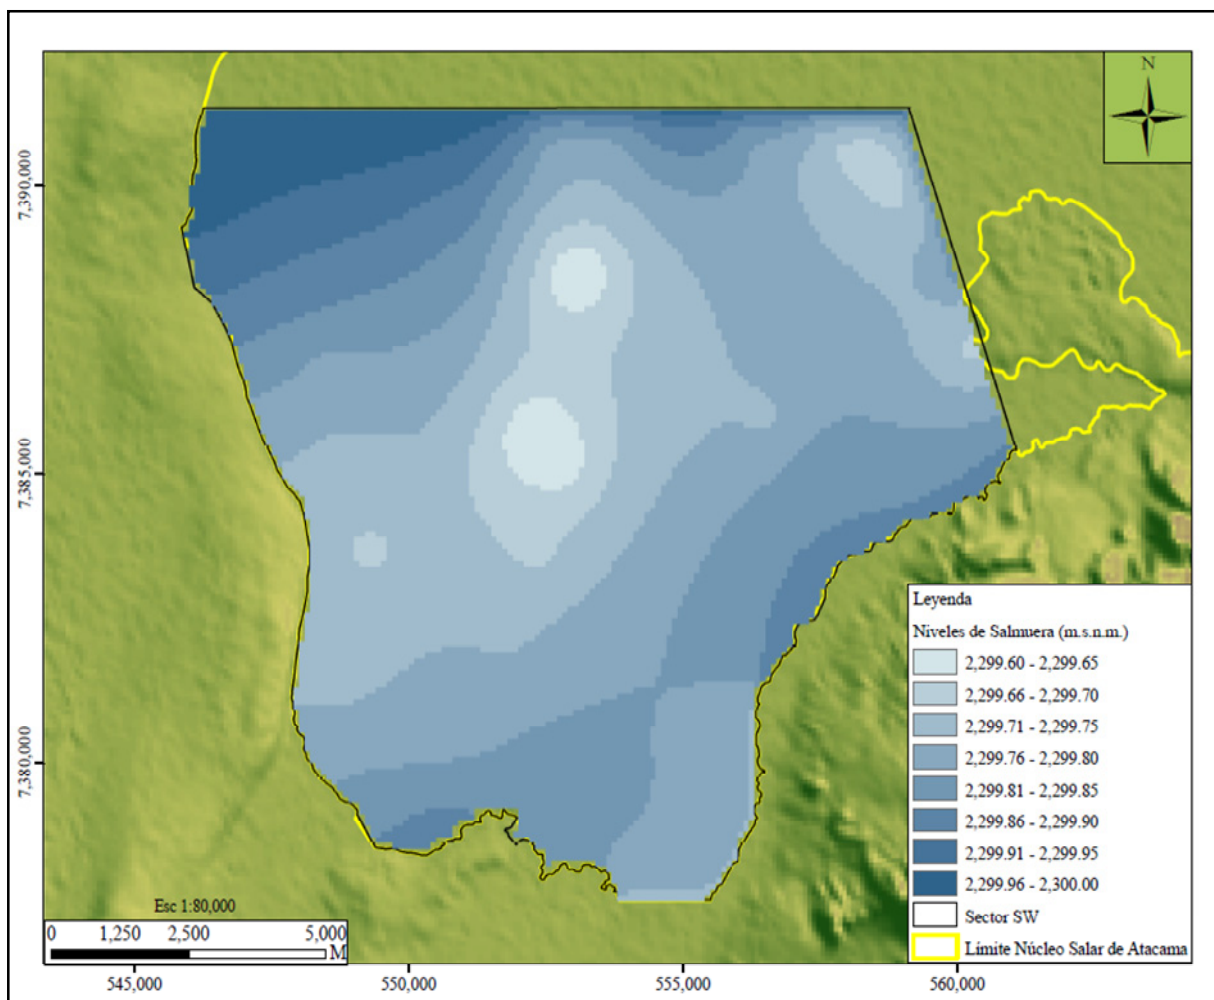 N
7,390,000
7,385,000
7,380,000
Leyenda
Niveles de Salmuera (m.s.n.m.)
2,299.60 - 2,299.65
2,299.66 - 2,299.70
2,299.71 - 2,299.75
2,299.76 - 2,299.80
2,299.81 - 2,299.85
2,299.86 - 2,299.90
2,299.91 - 2,299.95
2,299.96 - 2,300.00
Sector SW
Límite Núcleo Salar de Atacama
Esc 1:80,000
0 1,250 2,500 5,000
M
545,000 550,000 555,000 560,000